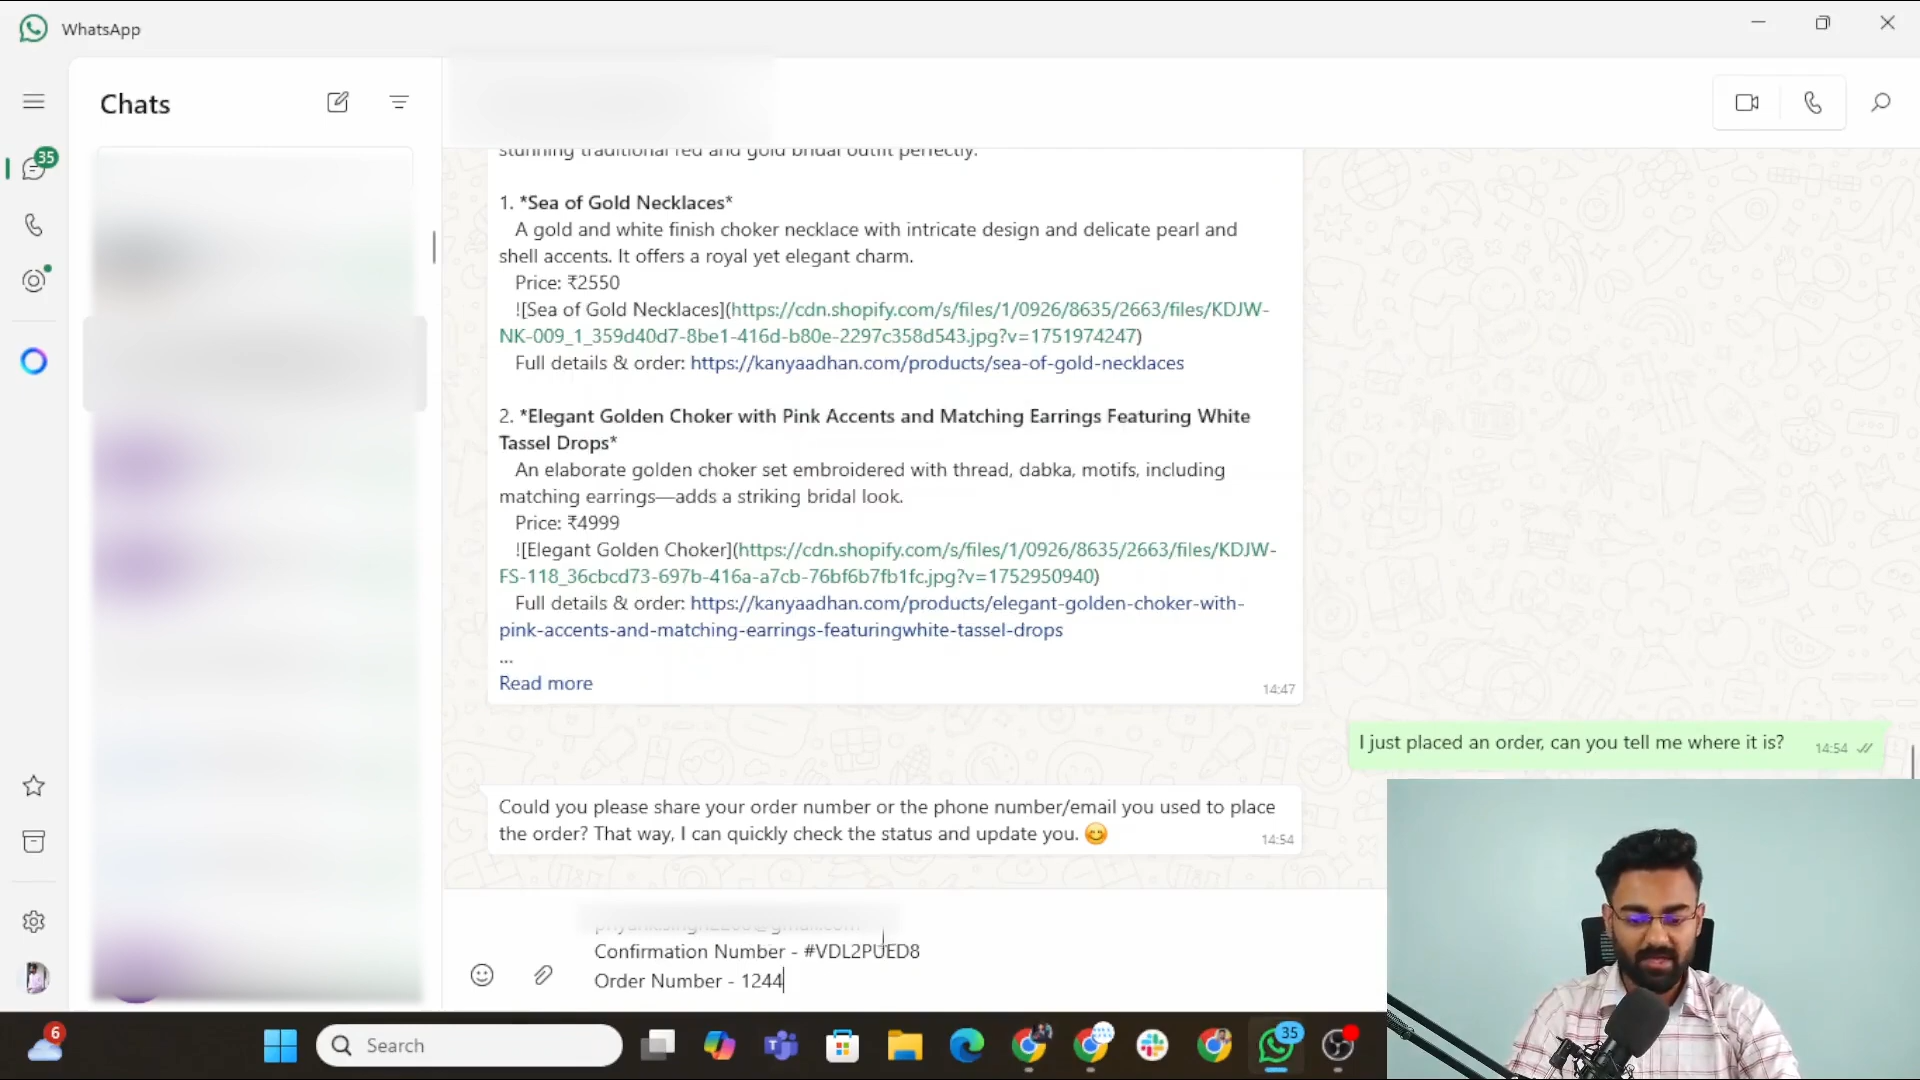 WhatsApp
Chats
35
stunning traditional red and gold bridal outfit perfectly.
1. *Sea of Gold Necklaces*
A gold and white finish choker necklace with intricate design and delicate pearl and
shell accents. It offers a royal yet elegant charm.
Price: ₹2550
![Sea of Gold Necklaces](https://cdn.shopify.com/s/files/1/0926/8635/2663/files/KDJW-
NK-009_1_359d40d7-8be1-416d-b80e-2297c358d543.jpg?v=1751974247)
Full details & order: https://kanyaadhan.com/products/sea-of-gold-necklaces
2. *Elegant Golden Choker with Pink Accents and Matching Earrings Featuring White
Tassel Drops*
An elaborate golden choker set embroidered with thread, dabka, motifs, including
matching earrings—adds a striking bridal look.
Price: ₹4999
![Elegant Golden Choker](https://cdn.shopify.com/s/files/1/0926/8635/2663/files/KDJW-
FS-118_36cbcd73-697b-416a-a7cb-76bf6b7fb1fc.jpg?v=1752950940)
Full details & order: https://kanyaadhan.com/products/elegant-golden-choker-with-
pink-accents-and-matching-earrings-featuringwhite-tassel-drops
...
Read more
14:47
I just placed an order, can you tell me where it is?
14:54
Could you please share your order number or the phone number/email you used to place
the order? That way, I can quickly check the status and update you. 😊
14:54
Confirmation Number - #VDL2PUED8
Order Number - 1244
6
Search
35